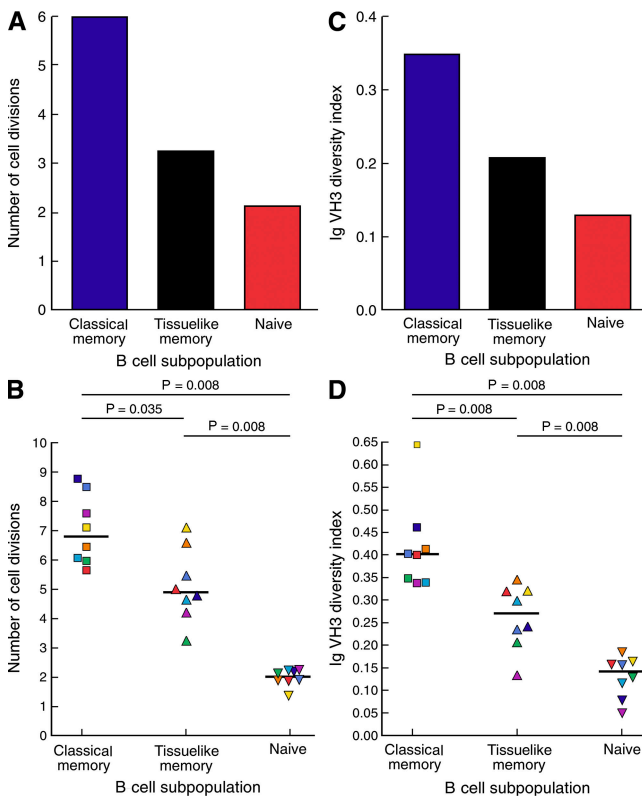 A
Number of cell divisions
6
5
4
3
2
1
0
Classical
memory
Tissuelike
memory
Naive
B cell subpopulation
C
Ig VH3 diversity index
0.4
0.3
0.2
0.1
0.0
Classical
memory
Tissuelike
memory
Naive
B cell subpopulation
B
P = 0.008
P = 0.035
P = 0.008
Number of cell divisions
10
9
8
7
6
5
4
3
2
1
0
Classical
memory
Tissuelike
memory
Naive
B cell subpopulation
D
P = 0.008
P = 0.008
P = 0.008
Ig VH3 diversity index
0.65
0.60
0.55
0.50
0.45
0.40
0.35
0.30
0.25
0.20
0.15
0.10
0.05
0.00
Classical
memory
Tissuelike
memory
Naive
B cell subpopulation